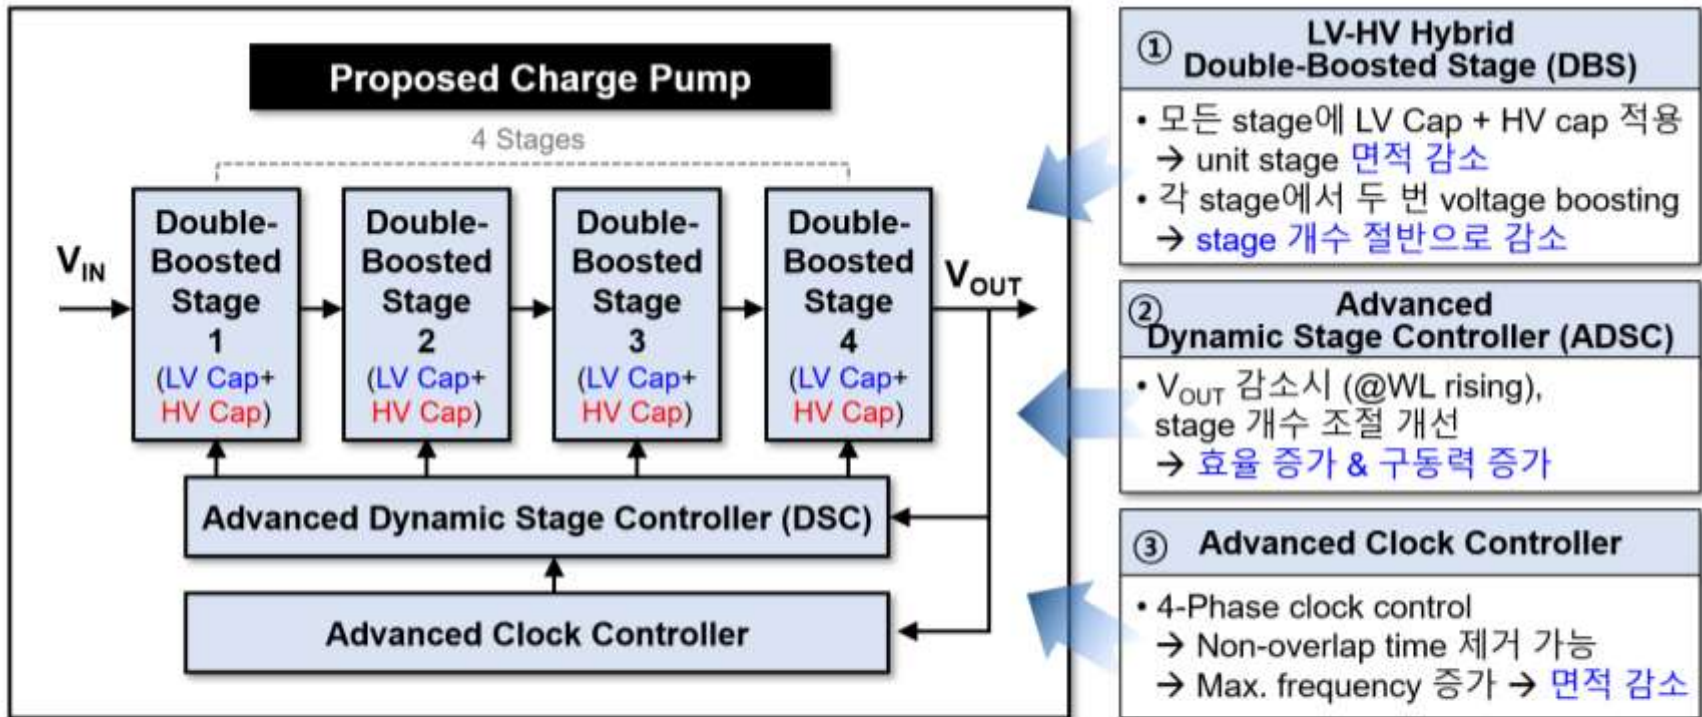 Proposed Charge Pump
4 Stages
V_IN
Double-
Boosted
Stage
1
(LV Cap+
HV Cap)
Double-
Boosted
Stage
2
(LV Cap+
HV Cap)
Double-
Boosted
Stage
3
(LV Cap+
HV Cap)
Double-
Boosted
Stage
4
(LV Cap+
HV Cap)
V_OUT
Advanced Dynamic Stage Controller (DSC)
Advanced Clock Controller
① LV-HV Hybrid
Double-Boosted Stage (DBS)
• 모든 stage에 LV Cap + HV cap 적용
→ unit stage 면적 감소
• 각 stage에서 두 번 voltage boosting
→ stage 개수 절반으로 감소
② Advanced
Dynamic Stage Controller (ADSC)
• V_OUT 감소시 (@WL rising),
stage 개수 조절 개선
→ 효율 증가 & 구동력 증가
③ Advanced Clock Controller
• 4-Phase clock control
→ Non-overlap time 제거 가능
→ Max. frequency 증가 → 면적 감소